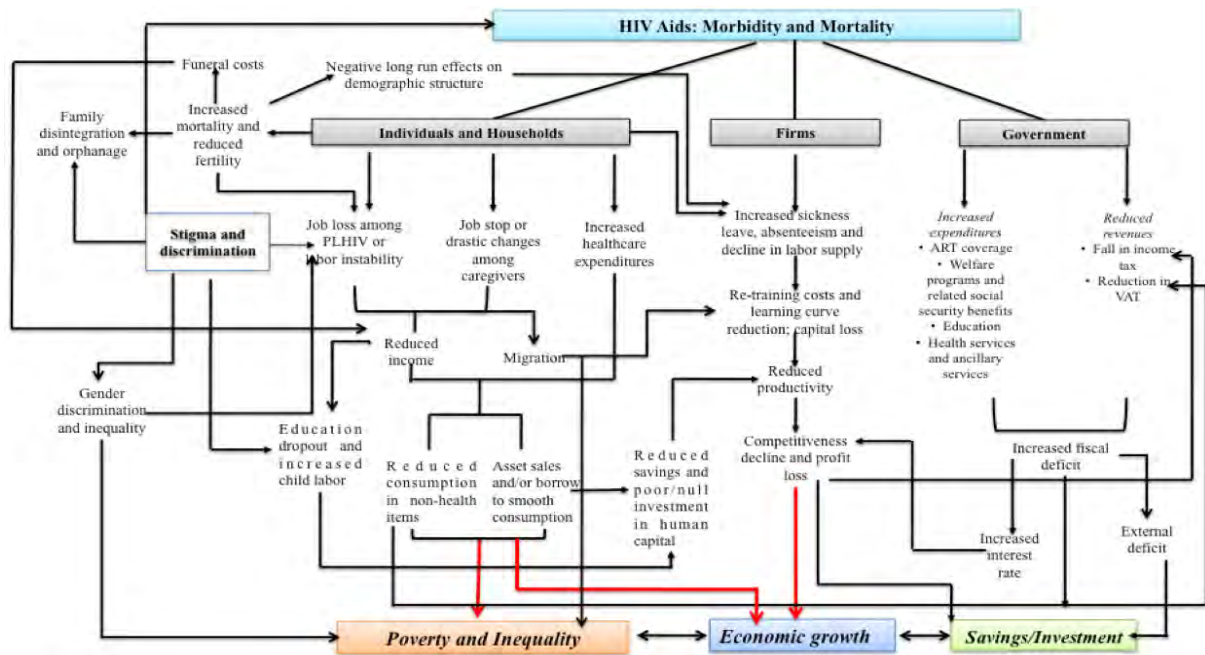 HIV Aids: Morbidity and Mortality
Funeral costs
Negative long run effects on
demographic structure
Family
disintegration
and orphanage
Increased
mortality and
reduced
fertility
Individuals and Households
Firms
Government
Stigma and
discrimination
Job loss among
PLHIV or
labor instability
Job stop or
drastic changes
among
caregivers
Increased
healthcare
expenditures
Increased sickness
leave, absenteeism and
decline in labor supply
Increased
expenditures
• ART coverage
• Welfare
programs and
related social
security benefits
• Education
• Health services
and ancillary
services
Reduced
revenues
• Fall in income
tax
• Reduction in
VAT
Re-training costs and
learning curve
reduction; capital loss
Reduced
income
Migration
Reduced
productivity
Gender
discrimination
and inequality
Education
dropout and
increased
child labor
Reduced
consumption
in non-health
items
Asset sales
and/or borrow
to smooth
consumption
Reduced
savings and
poor/null
investment
in human
capital
Competitiveness
decline and profit
loss
Increased fiscal
deficit
Increased
interest
rate
External
deficit
Poverty and Inequality
Economic growth
Savings/Investment